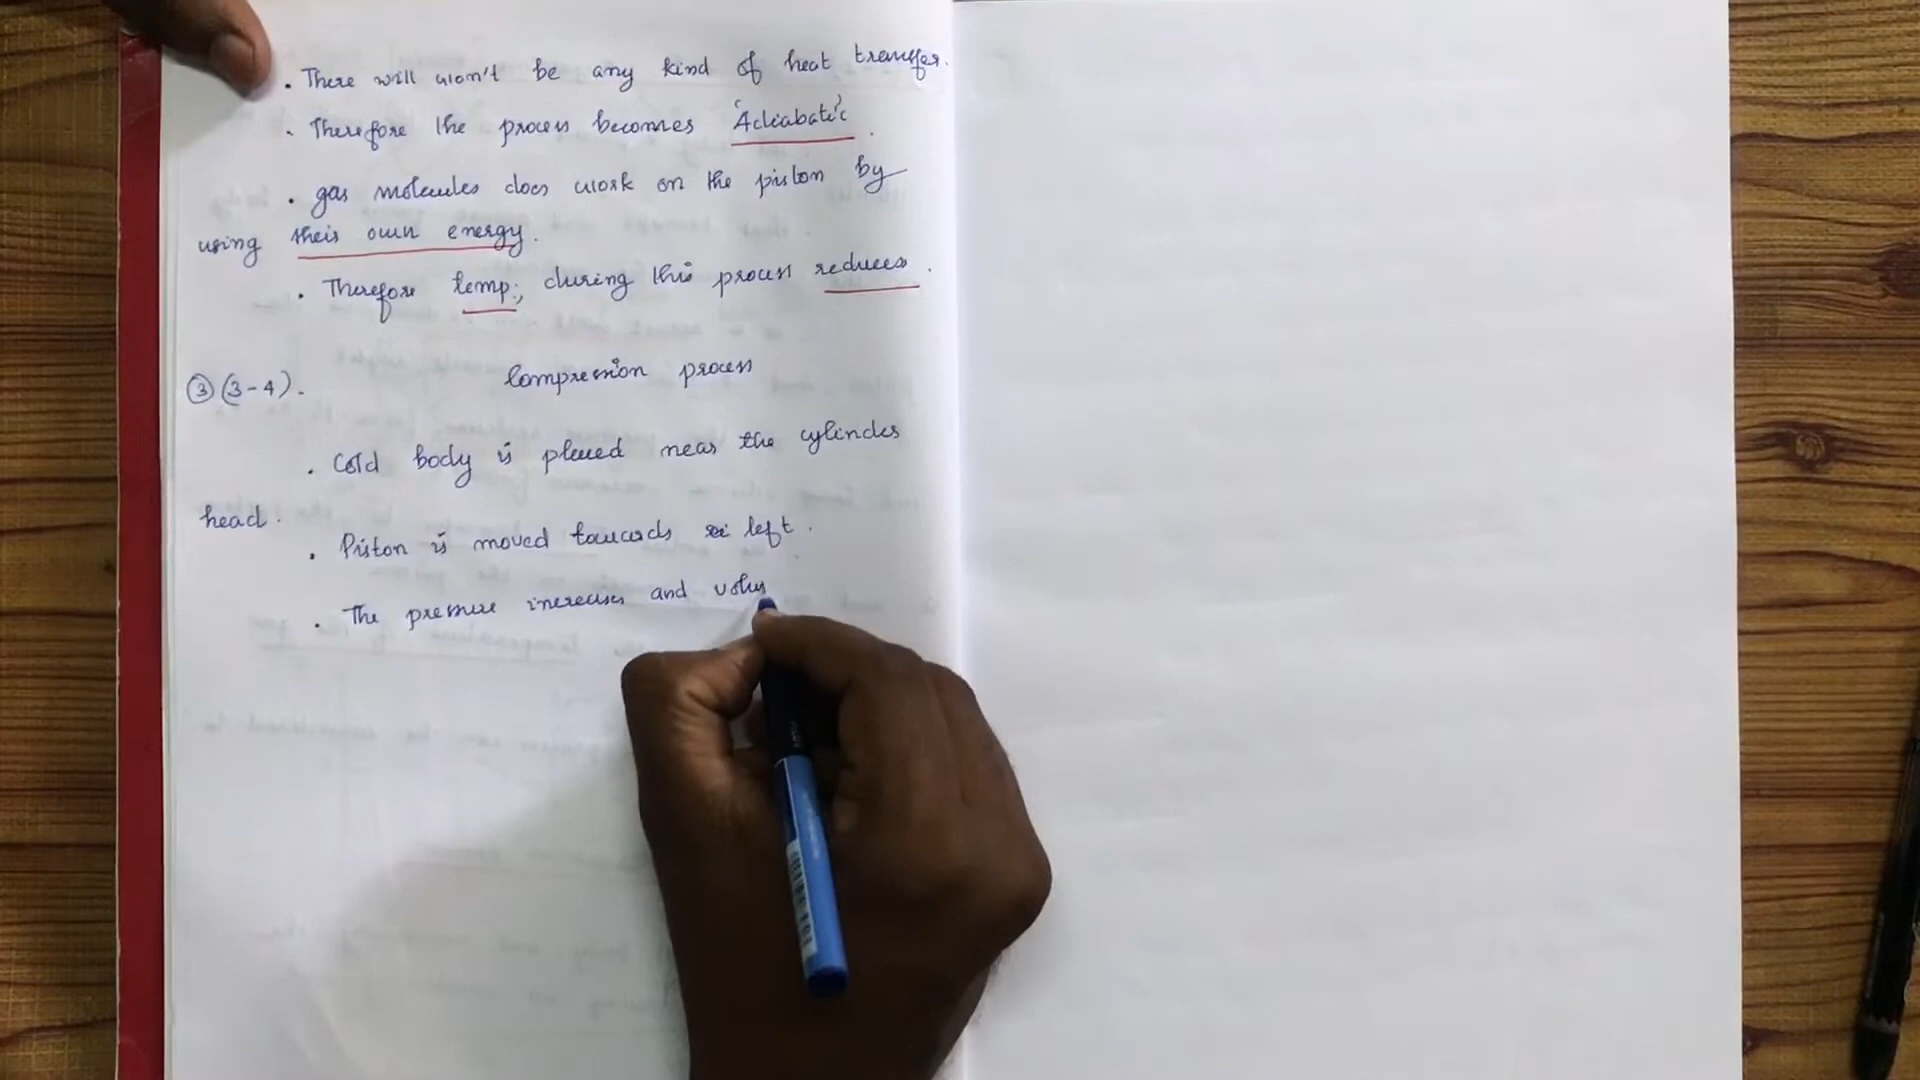 . There will won't be any kind of heat transfer.
. Therefore the process becomes 'Adiabatic'.
. gas molecules does work on the piston by
using their own energy.
. Therefore temp; during this process reduces.
③ (3-4). Compression process
. Cold body is placed near the cylinder
head.
. Piston is moved towards left.
. The pressure increases and volu